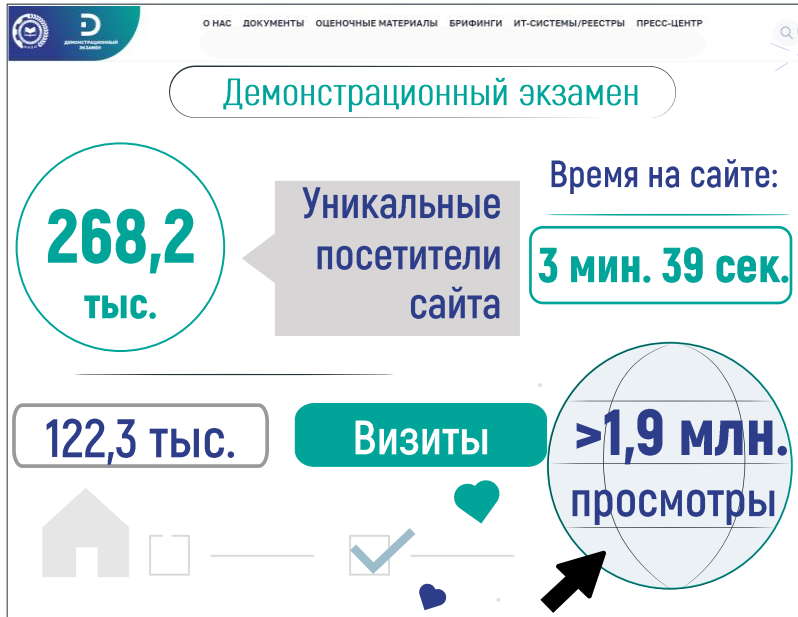 О НАС ДОКУМЕНТЫ ОЦЕНОЧНЫЕ МАТЕРИАЛЫ БРИФИНГИ ИТ-СИСТЕМЫ/РЕЕСТРЫ ПРЕСС-ЦЕНТР
ДЕМОНСТРАЦИОННЫЙ
ЭКЗАМЕН
Демонстрационный экзамен
268,2
тыс.
Уникальные
посетители
сайта
Время на сайте:
3 мин. 39 сек.
122,3 тыс.
Визиты
>1,9 млн.
просмотры